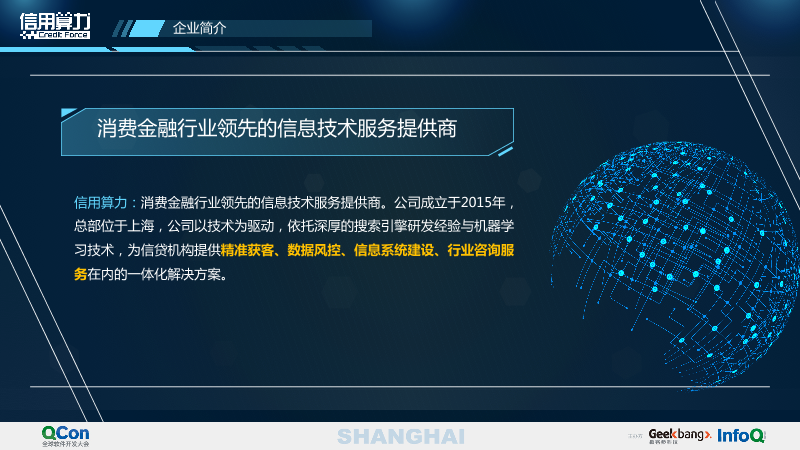 信用算力
Credit Force
企业简介
消费金融行业领先的信息技术服务提供商
信用算力：消费金融行业领先的信息技术服务提供商。公司成立于2015年，
总部位于上海，公司以技术为驱动，依托深厚的搜索引擎研发经验与机器学
习技术，为信贷机构提供精准获客、数据风控、信息系统建设、行业咨询服
务在内的一体化解决方案。
QCon
全球软件开发大会
SHANGHAI
Geekbang>.
极客邦科技
InfoQ